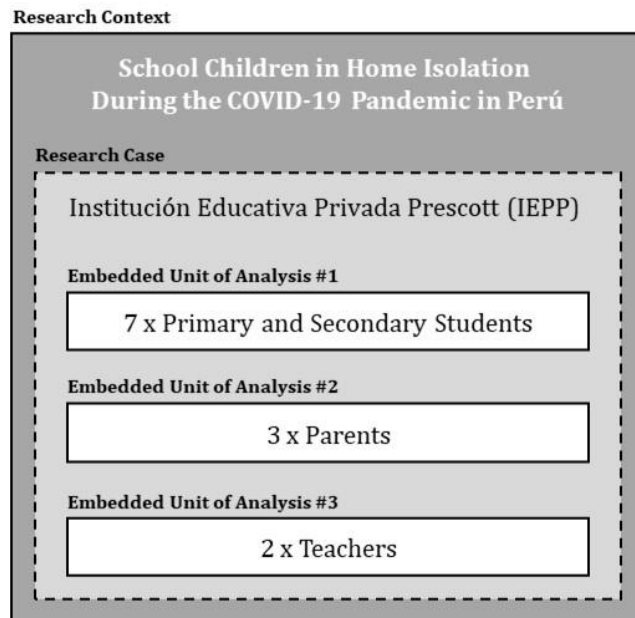 Research Context
School Children in Home Isolation
During the COVID-19 Pandemic in Perú
Research Case
Institución Educativa Privada Prescott (IEPP)
Embedded Unit of Analysis #1
7 x Primary and Secondary Students
Embedded Unit of Analysis #2
3 x Parents
Embedded Unit of Analysis #3
2 x Teachers